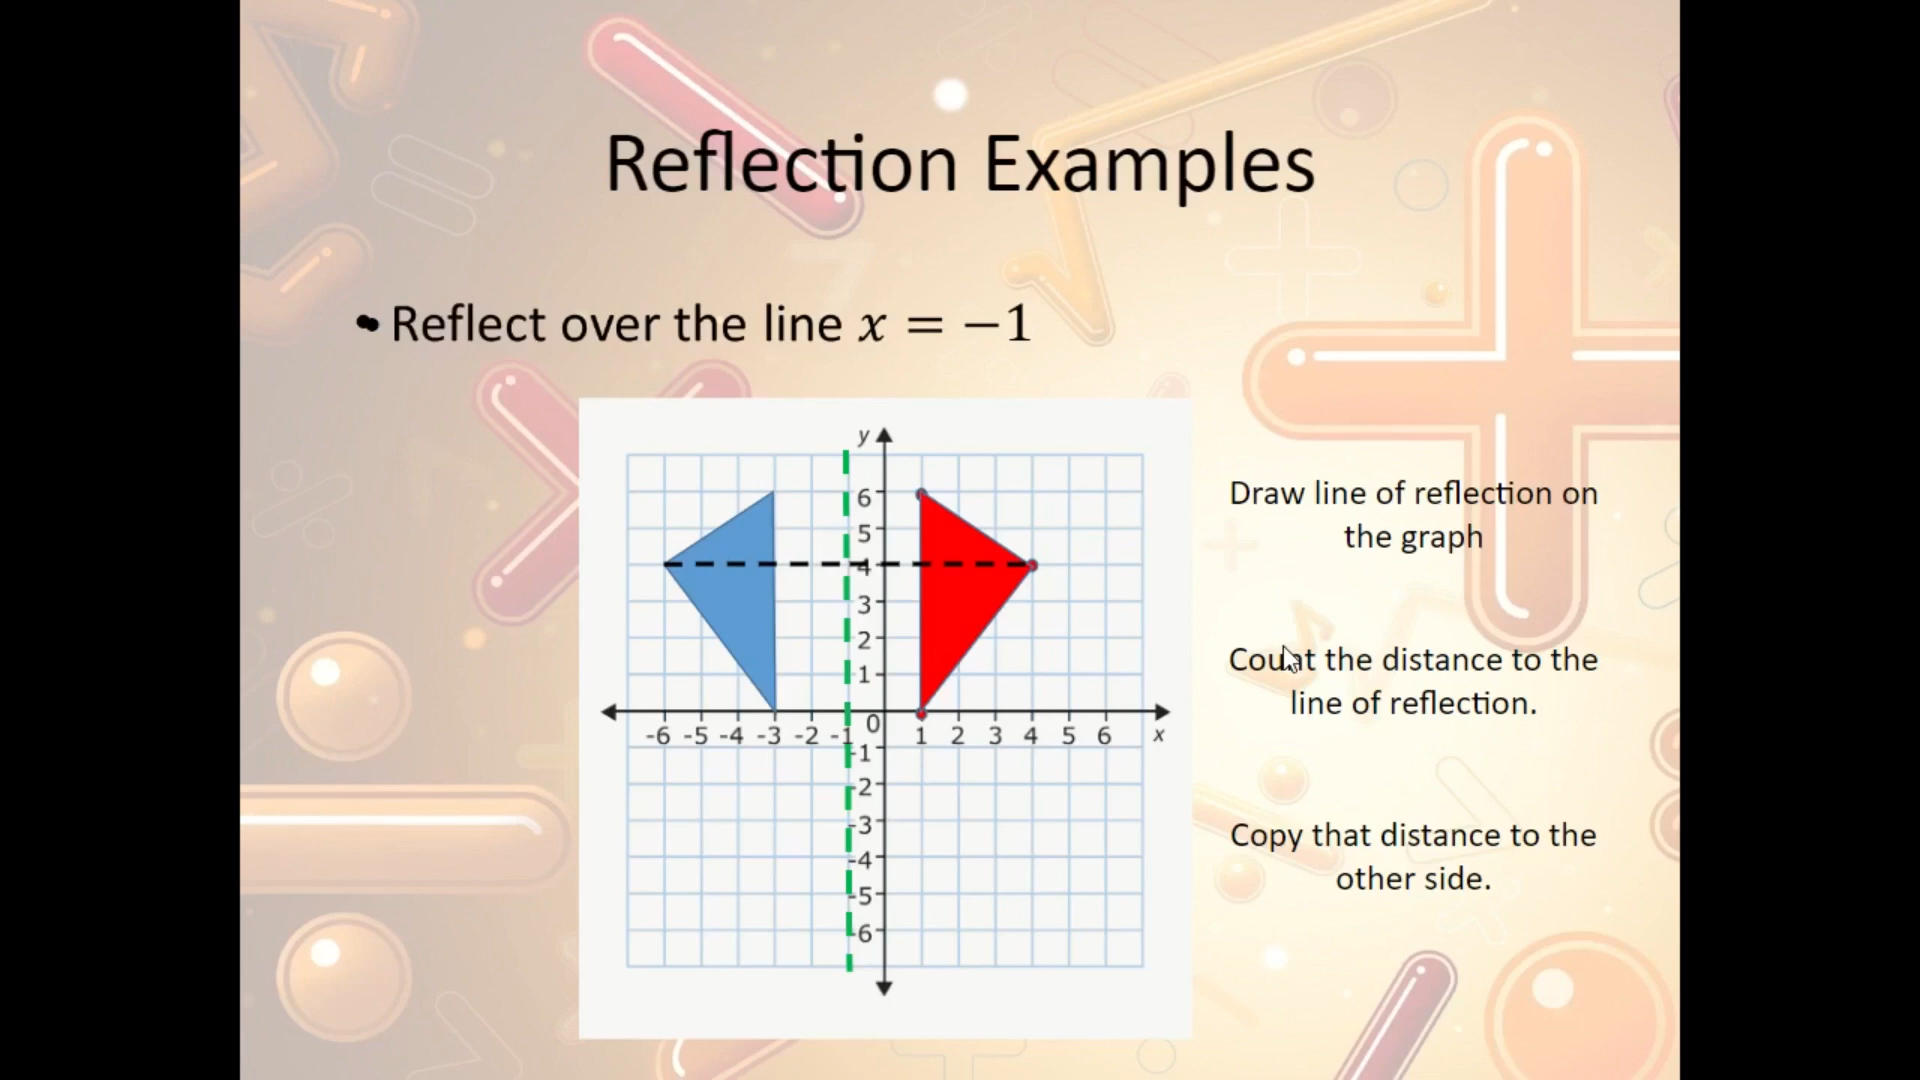 Reflection Examples
• Reflect over the line x = −1
y
6
5
4
3
2
1
0
-6 -5 -4 -3 -2 -1 1 2 3 4 5 6 x
-1
-2
-3
-4
-5
-6
Draw line of reflection on
the graph
Count the distance to the
line of reflection.
Copy that distance to the
other side.